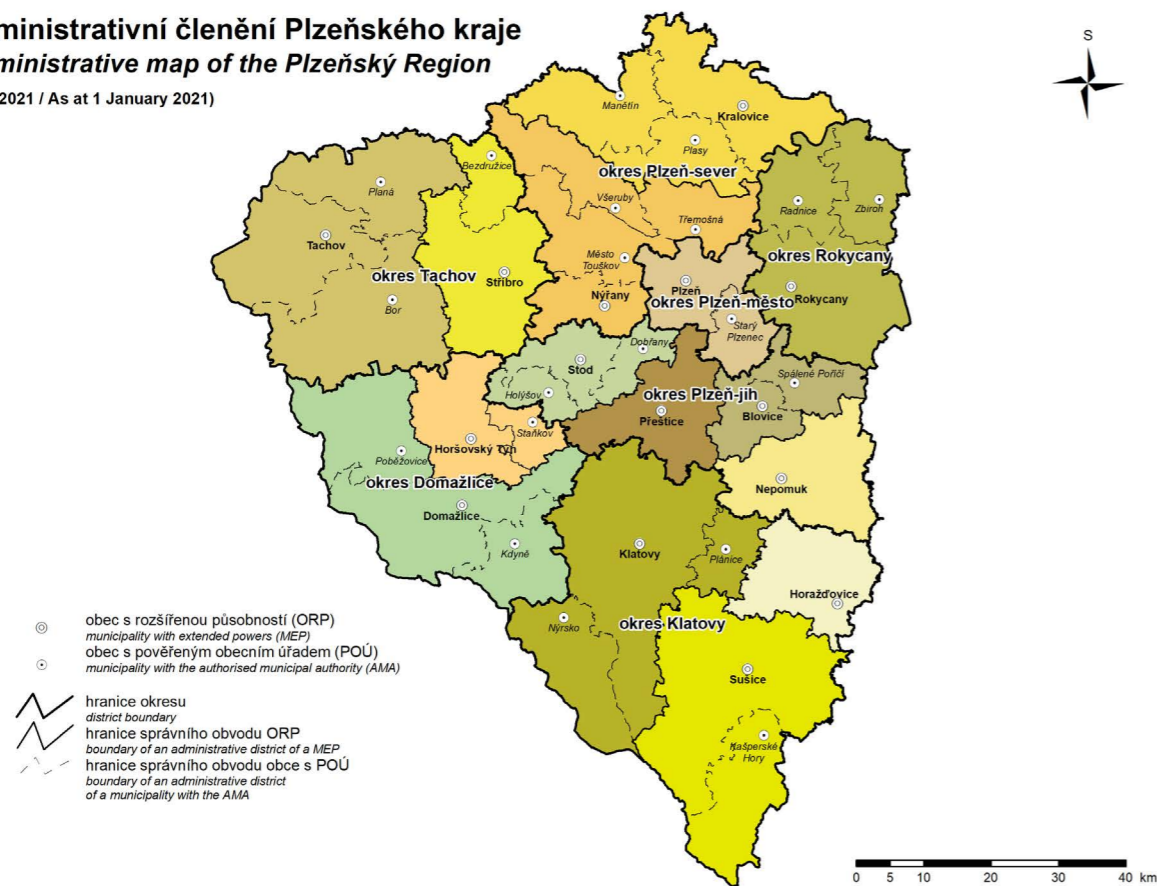 ministrativní členění Plzeňského kraje
ministrative map of the Plzeňský Region
2021 / As at 1 January 2021)
S
Manětín
Kralovice
Plasy
Bezdružice
okres Plzeň-sever
Planá
Všeruby
Radnice
Zbiroh
Třemošná
Tachov
Město
Touškov
okres Rokycany
okres Tachov
Stříbro
Plzeň
Rokycany
Nýřany
okres Plzeň-město
Bor
Starý
Plzenec
Dobřany
Stod
Spálené Poříčí
Holýšov
okres Plzeň-jih
Přeštice
Blovice
Staňkov
Horšovský Týn
Poběžovice
okres Domažlice
Nepomuk
Domažlice
Kdyně
Klatovy
Plánice
Horažďovice
Nýrsko
okres Klatovy
Sušice
Kašperské
Hory
obec s rozšířenou působností (ORP)
municipality with extended powers (MEP)
obec s pověřeným obecním úřadem (POÚ)
municipality with the authorised municipal authority (AMA)
hranice okresu
district boundary
hranice správního obvodu ORP
boundary of an administrative district of a MEP
hranice správního obvodu obce s POÚ
boundary of an administrative district
of a municipality with the AMA
0 5 10 20 30 40 km